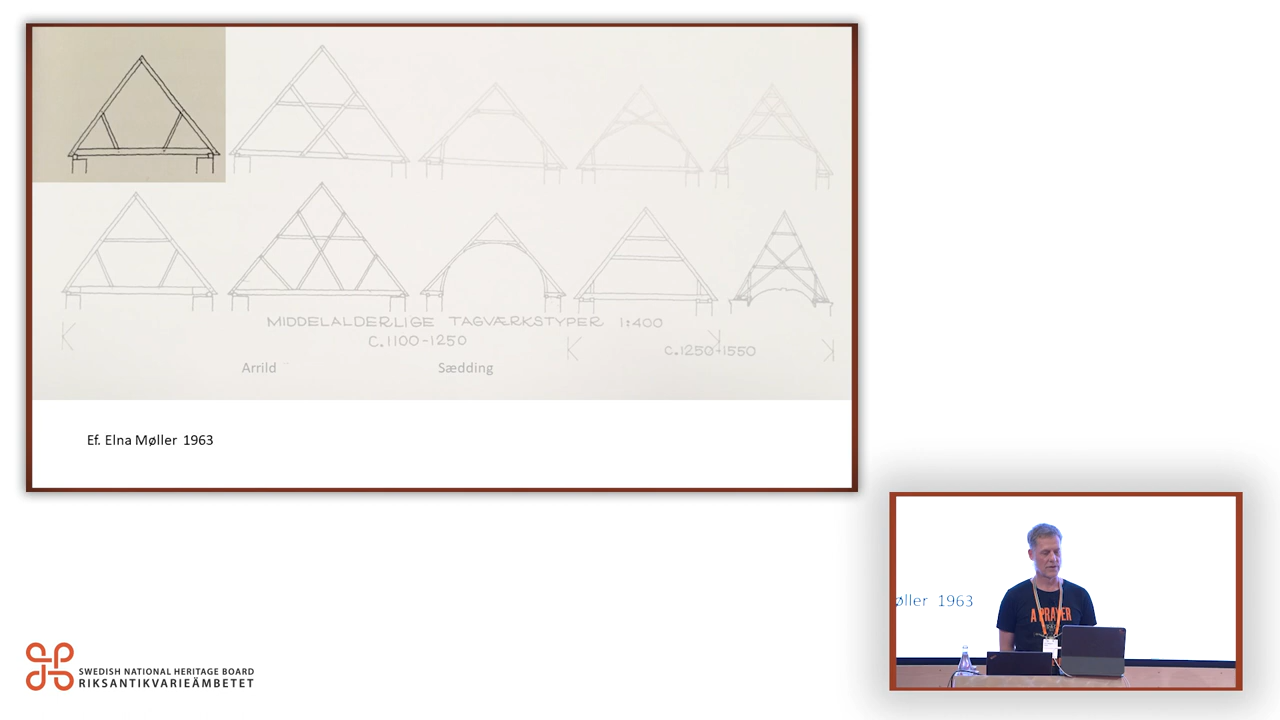 MIDDELALDERLIGE TAGVÆRKSTYPER 1:400
C.1100-1250
C.1250-1550
Arrild
Sædding
Ef. Elna Møller 1963
øller 1963
A PRAYER
SWEDISH NATIONAL HERITAGE BOARD
RIKSANTIKVARIEÄMBETET